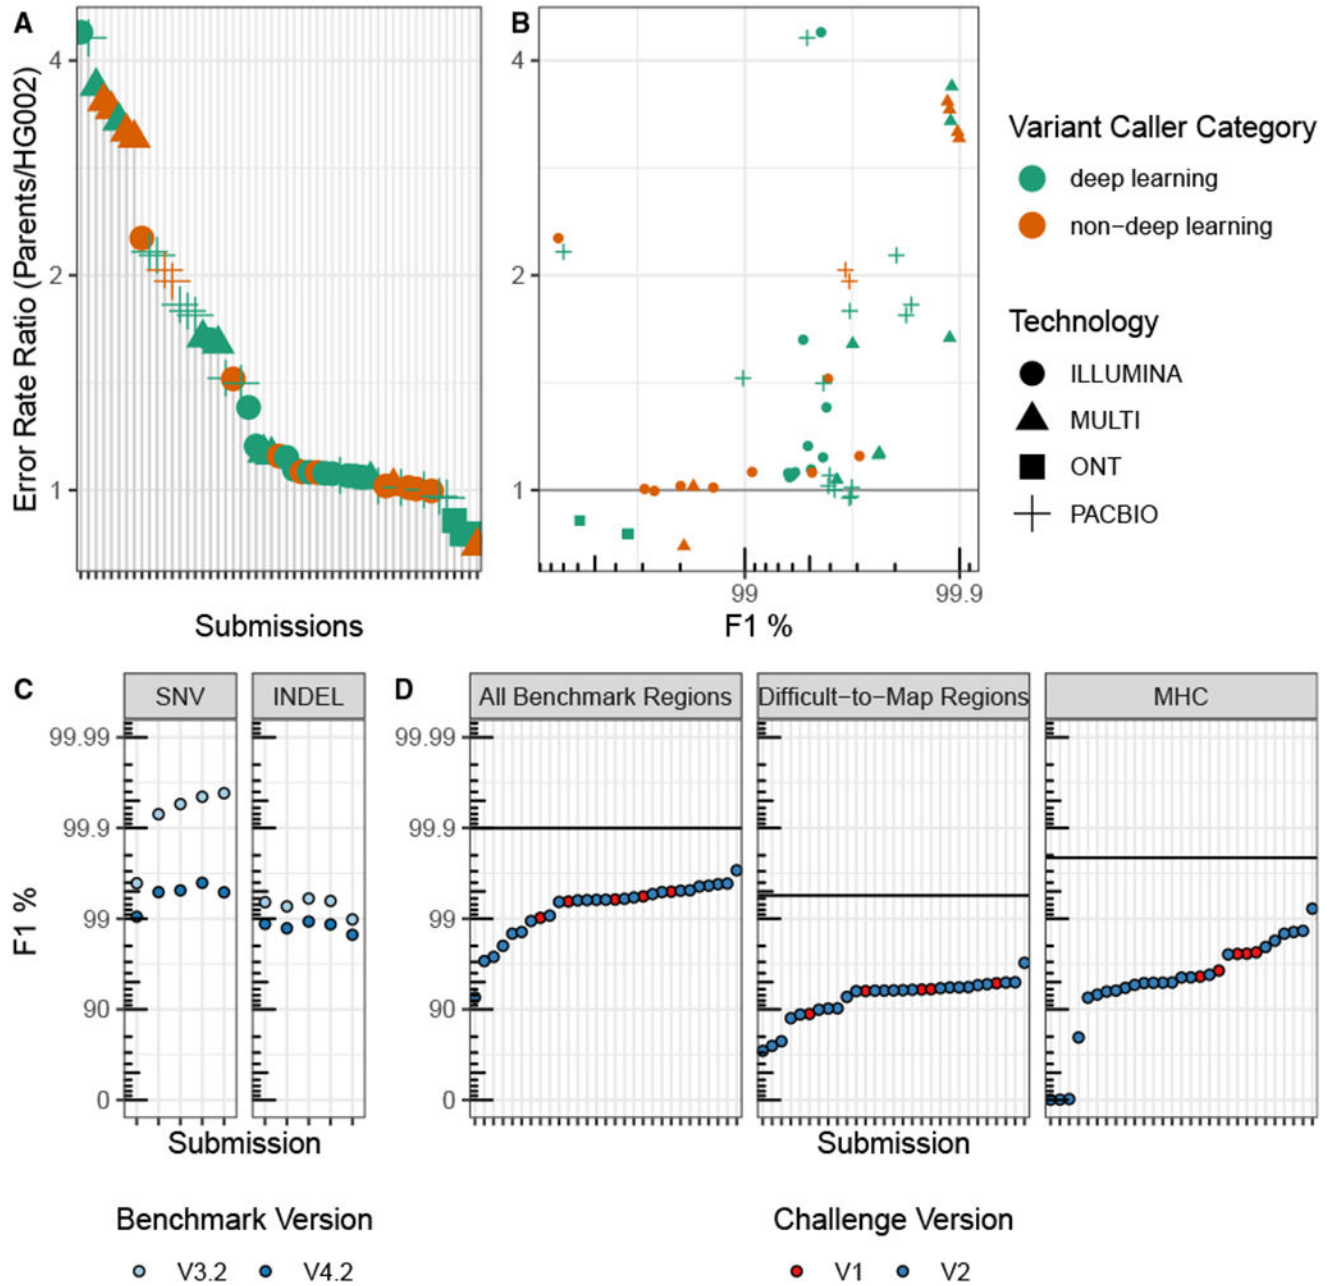 A
B
Error Rate Ratio (Parents/HG002)
4
2
1
Submissions
4
2
1
99
99.9
F1 %
Variant Caller Category
deep learning
non−deep learning
Technology
ILLUMINA
MULTI
ONT
PACBIO
C
SNV
INDEL
F1 %
99.99
99.9
99
90
0
Submission
Benchmark Version
V3.2
V4.2
D
All Benchmark Regions
Difficult−to−Map Regions
MHC
99.99
99.9
99
90
0
Submission
Challenge Version
V1
V2